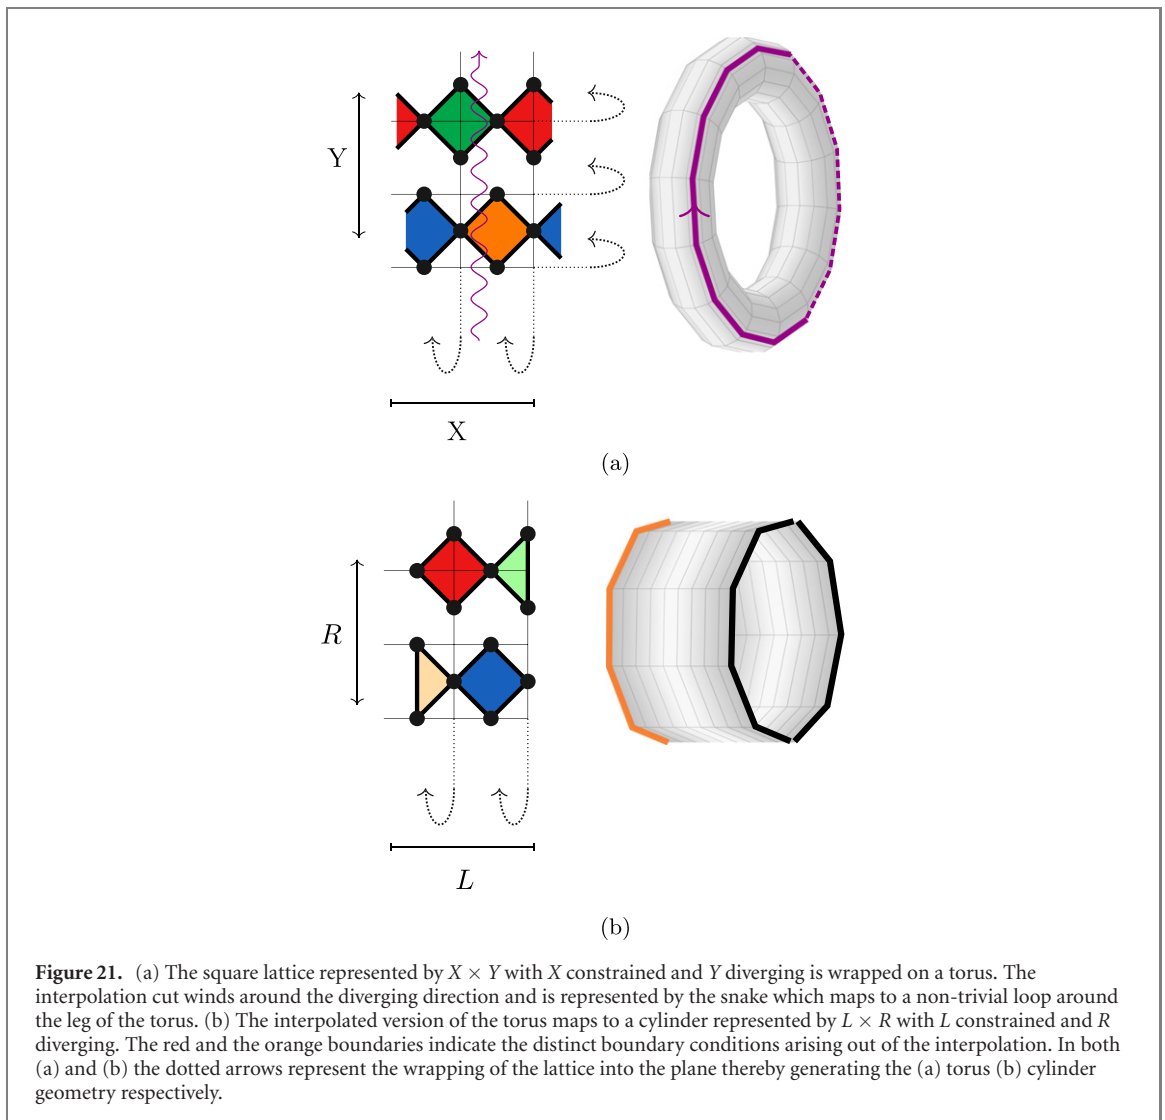 Y
X
(a)
R
L
(b)
Figure 21. (a) The square lattice represented by X × Y with X constrained and Y diverging is wrapped on a torus. The
interpolation cut winds around the diverging direction and is represented by the snake which maps to a non-trivial loop around
the leg of the torus. (b) The interpolated version of the torus maps to a cylinder represented by L × R with L constrained and R
diverging. The red and the orange boundaries indicate the distinct boundary conditions arising out of the interpolation. In both
(a) and (b) the dotted arrows represent the wrapping of the lattice into the plane thereby generating the (a) torus (b) cylinder
geometry respectively.